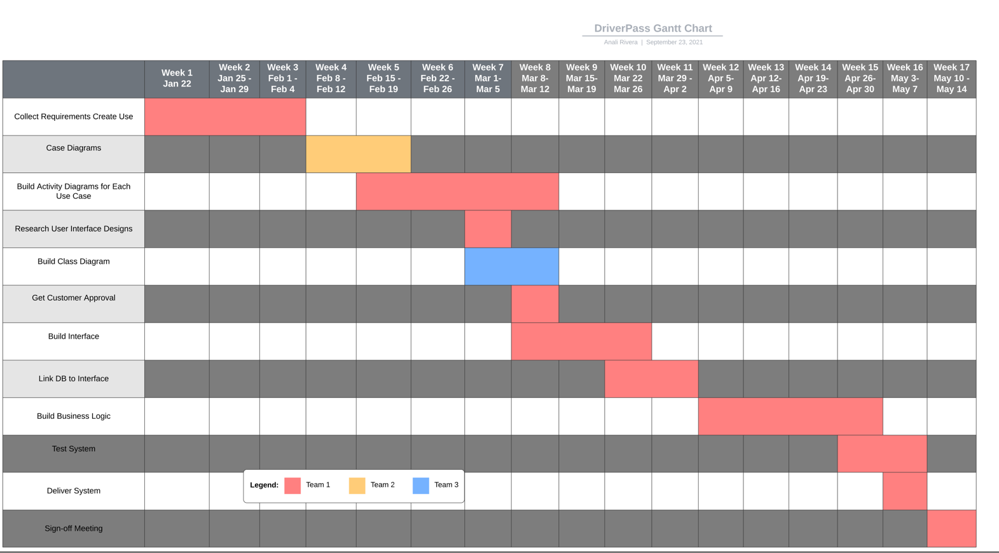 DriverPass Gantt Chart
Anali Rivera | September 23, 2021
Week 1
Jan 22
Week 2
Jan 25 -
Jan 29
Week 3
Feb 1 -
Feb 4
Week 4
Feb 8 -
Feb 12
Week 5
Feb 15 -
Feb 19
Week 6
Feb 22 -
Feb 26
Week 7
Mar 1-
Mar 5
Week 8
Mar 8-
Mar 12
Week 9
Mar 15-
Mar 19
Week 10
Mar 22
Mar 26
Week 11
Mar 29 -
Apr 2
Week 12
Apr 5-
Apr 9
Week 13
Apr 12-
Apr 16
Week 14
Apr 19-
Apr 23
Week 15
Apr 26-
Apr 30
Week 16
May 3-
May 7
Week 17
May 10 -
May 14
Collect Requirements Create Use
Case Diagrams
Build Activity Diagrams for Each
Use Case
Research User Interface Designs
Build Class Diagram
Get Customer Approval
Build Interface
Link DB to Interface
Build Business Logic
Test System
Legend: Team 1 Team 2 Team 3
Deliver System
Sign-off Meeting